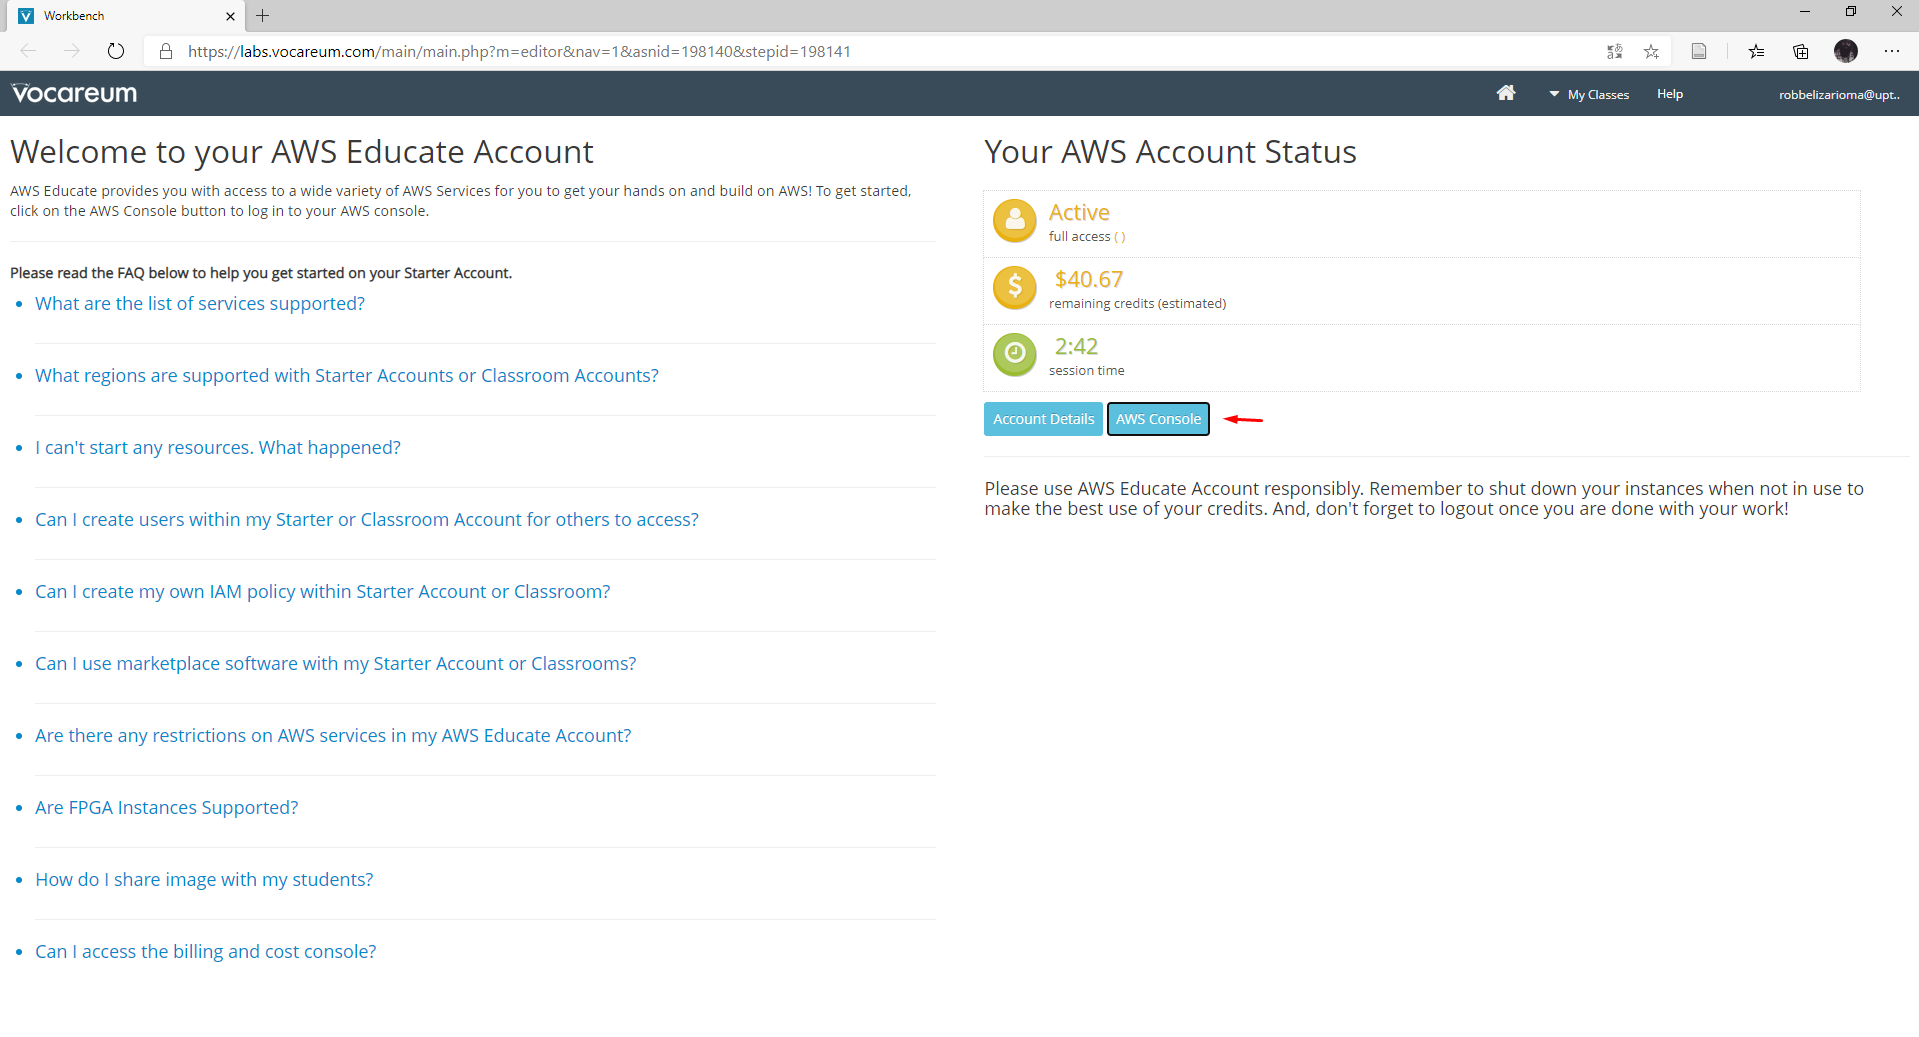 Workbench
https://labs.vocareum.com/main/main.php?m=editor&nav=1&asnid=198140&stepid=198141
vocareum
My Classes
Help
robbelizarioma@upt..
Welcome to your AWS Educate Account
AWS Educate provides you with access to a wide variety of AWS Services for you to get your hands on and build on AWS! To get started,
click on the AWS Console button to log in to your AWS console.
Please read the FAQ below to help you get started on your Starter Account.
What are the list of services supported?
What regions are supported with Starter Accounts or Classroom Accounts?
I can't start any resources. What happened?
Can I create users within my Starter or Classroom Account for others to access?
Can I create my own IAM policy within Starter Account or Classroom?
Can I use marketplace software with my Starter Account or Classrooms?
Are there any restrictions on AWS services in my AWS Educate Account?
Are FPGA Instances Supported?
How do I share image with my students?
Can I access the billing and cost console?
Your AWS Account Status
Active
full access ( )
$40.67
remaining credits (estimated)
2:42
session time
Account Details
AWS Console
Please use AWS Educate Account responsibly. Remember to shut down your instances when not in use to
make the best use of your credits. And, don't forget to logout once you are done with your work!